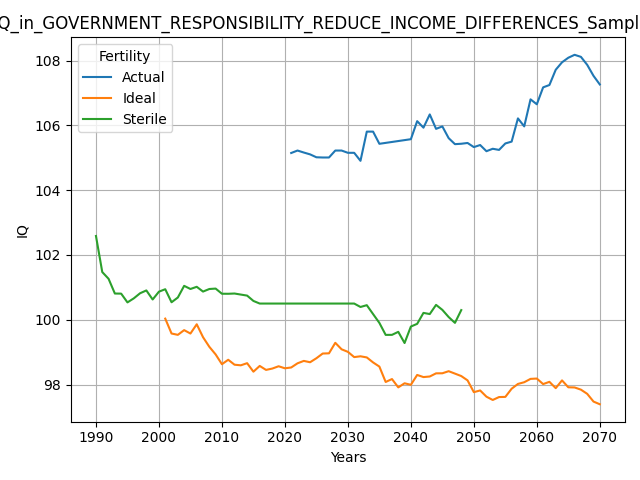 Q_in_GOVERNMENT_RESPONSIBILITY_REDUCE_INCOME_DIFFERENCES_Sampl
Fertility
Actual
Ideal
Sterile
108
106
104
102
100
98
IQ
1990 2000 2010 2020 2030 2040 2050 2060 2070
Years